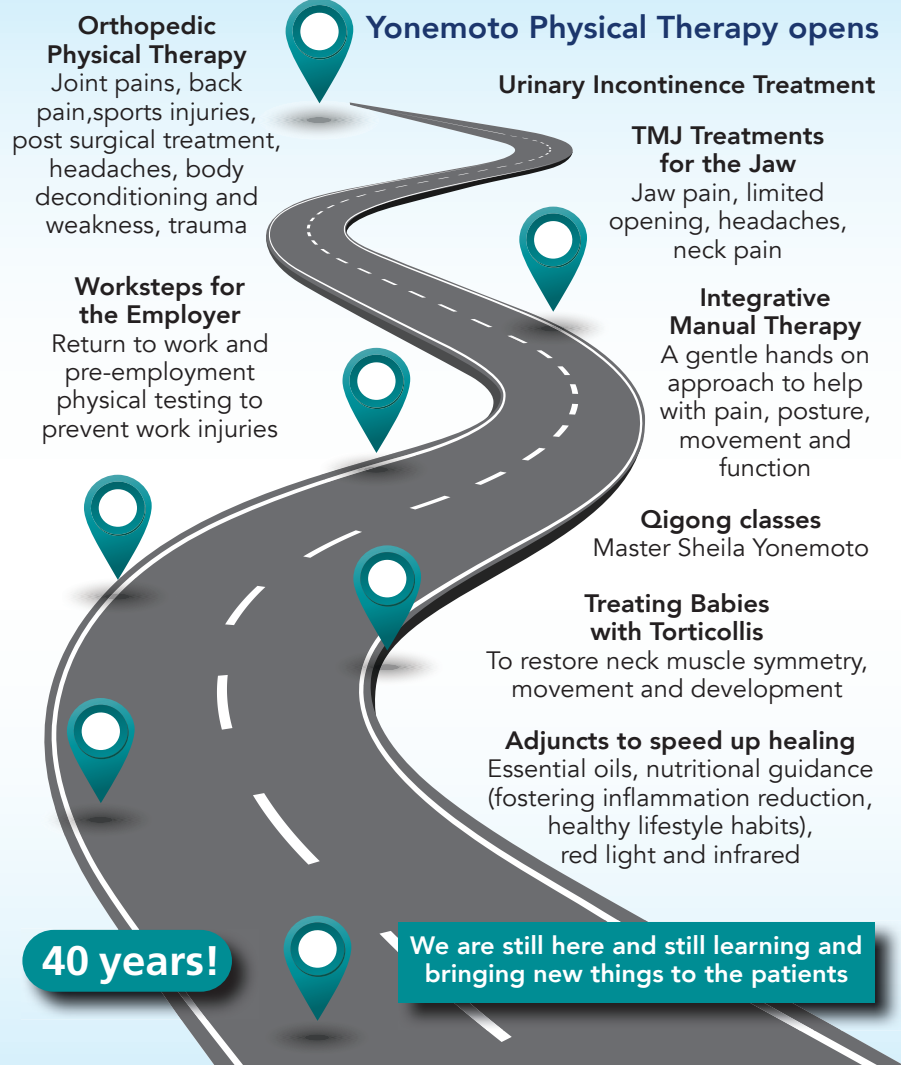 Yonemoto Physical Therapy opens
Orthopedic
Physical Therapy
Joint pains, back
pain,sports injuries,
post surgical treatment,
headaches, body
deconditioning and
weakness, trauma
Urinary Incontinence Treatment
TMJ Treatments
for the Jaw
Jaw pain, limited
opening, headaches,
neck pain
Worksteps for
the Employer
Return to work and
pre-employment
physical testing to
prevent work injuries
Integrative
Manual Therapy
A gentle hands on
approach to help
with pain, posture,
movement and
function
Qigong classes
Master Sheila Yonemoto
Treating Babies
with Torticollis
To restore neck muscle symmetry,
movement and development
Adjuncts to speed up healing
Essential oils, nutritional guidance
(fostering inflammation reduction,
healthy lifestyle habits),
red light and infrared
40 years!
We are still here and still learning and
bringing new things to the patients